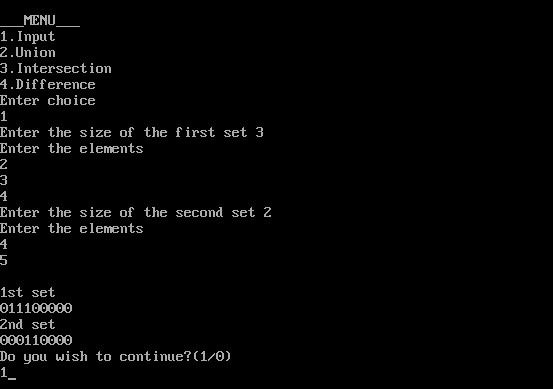 ___MENU___
1.Input
2.Union
3.Intersection
4.Difference
Enter choice
1
Enter the size of the first set 3
Enter the elements
2
3
4
Enter the size of the second set 2
Enter the elements
4
5
1st set
011100000
2nd set
000110000
Do you wish to continue?(1/0)
1_